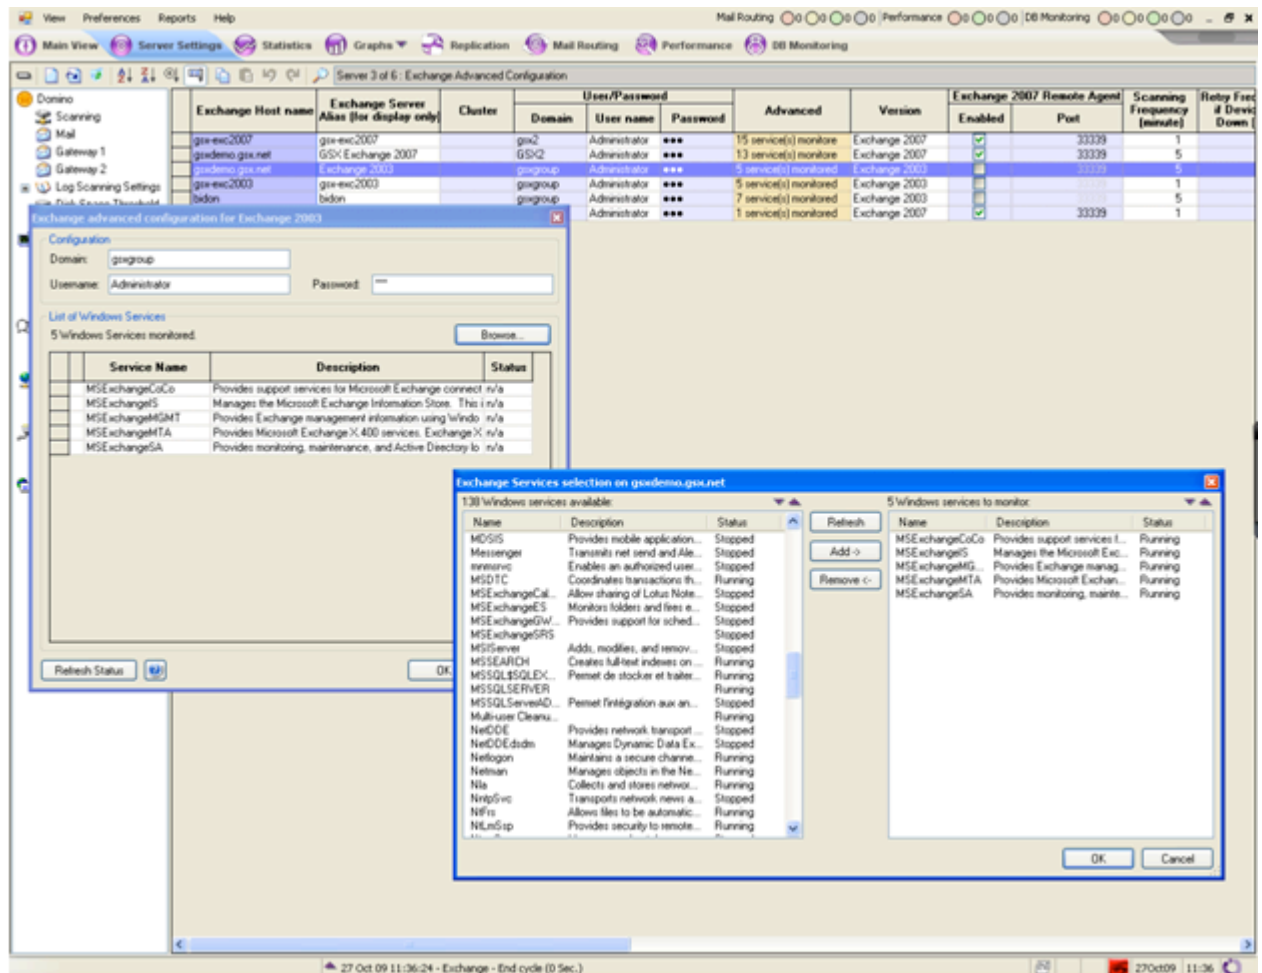 View Preferences Reports Help Mail Routing 0 0 0 0 Performance 0 0 0 0 DB Monitoring 0 0 0 0
Main View Server Settings Statistics Graphs Replication Mail Routing Performance DB Monitoring
Server 3 of 6 : Exchange Advanced Configuration
Domino
Scanning
Mail
Gateway 1
Gateway 2
Log Scanning Settings
Disk Space Threshold
User/Password Exchange 2007 Remote Agent Scanning Retry
Exchange Host name Exchange Server Cluster Advanced Version Frequency if
Alias (for display only) Domain User name Password Enabled Port (minute) Down
gsx-exc2007 gsx-exc2007 gsx2 Administrator ●●● 15 service(s) monitore Exchange 2007 33339 1
gsxdemo.gsx.net GSX Exchange 2007 GSX2 Administrator ●●● 13 service(s) monitore Exchange 2007 33339 5
gsxdemo.gsx.net Exchange 2003 gsxgroup Administrator ●●● 5 service(s) monitored Exchange 2003 33339 5
gsx-exc2003 gsx-exc2003 gsxgroup Administrator ●●● 5 service(s) monitored Exchange 2003 1
bidon bidon gsxgroup Administrator ●●● 7 service(s) monitored Exchange 2003 5
Administrator ●●● 1 service(s) monitored Exchange 2007 33339 1
Exchange advanced configuration for Exchange 2003
Configuration
Domain: gsxgroup
Username: Administrator Password: ***
List of Windows Services
5 Windows Services monitored. Browse...
Service Name Description Status
MSExchangeCoCo Provides support services for Microsoft Exchange connect n/a
MSExchangeIS Manages the Microsoft Exchange Information Store. This i n/a
MSExchangeMGMT Provides Exchange management information using Windo n/a
MSExchangeMTA Provides Microsoft Exchange X.400 services. Exchange X n/a
MSExchangeSA Provides monitoring, maintenance, and Active Directory lo n/a
Refresh Status OK
Exchange Services selection on gsxdemo.gsx.net
138 Windows services available:
Name Description Status
MDSIS Provides mobile application... Stopped
Messenger Transmits net send and Ale... Stopped
mnmsrvc Enables an authorized user... Stopped
MSDTC Coordinates transactions th... Running
MSExchangeCal... Allow sharing of Lotus Note... Stopped
MSExchangeES Monitors folders and fires e... Stopped
MSExchangeGW... Provides support for sched... Stopped
MSExchangeSRS Stopped
MSIServer Adds, modifies, and remov... Stopped
MSSEARCH Creates full-text indexes on ... Running
MSSQL$SQLEX... Permet de stocker et traiter... Running
MSSQLSERVER Running
MSSQLServerAD... Permet l'intégration aux an... Stopped
Multi-user Cleanu... Running
NetDDE Provides network transport ... Stopped
NetDDEdsdm Manages Dynamic Data Ex... Stopped
Netlogon Maintains a secure channe... Running
Netman Manages objects in the Ne... Running
Nla Collects and stores networ... Running
NntpSvc Transports network news a... Stopped
NtFrs Allows files to be automatic... Running
NtLmSsp Provides security to remote... Running
Refresh
Add ->
Remove <-
5 Windows services to monitor:
Name Description Status
MSExchangeCoCo Provides support services f... Running
MSExchangeIS Manages the Microsoft Exc... Running
MSExchangeMG... Provides Exchange manag... Running
MSExchangeMTA Provides Microsoft Exchan... Running
MSExchangeSA Provides monitoring, mainte... Running
OK Cancel
27 Oct 09 11:36:24 - Exchange - End cycle (0 Sec.) 27Oct09 11:36